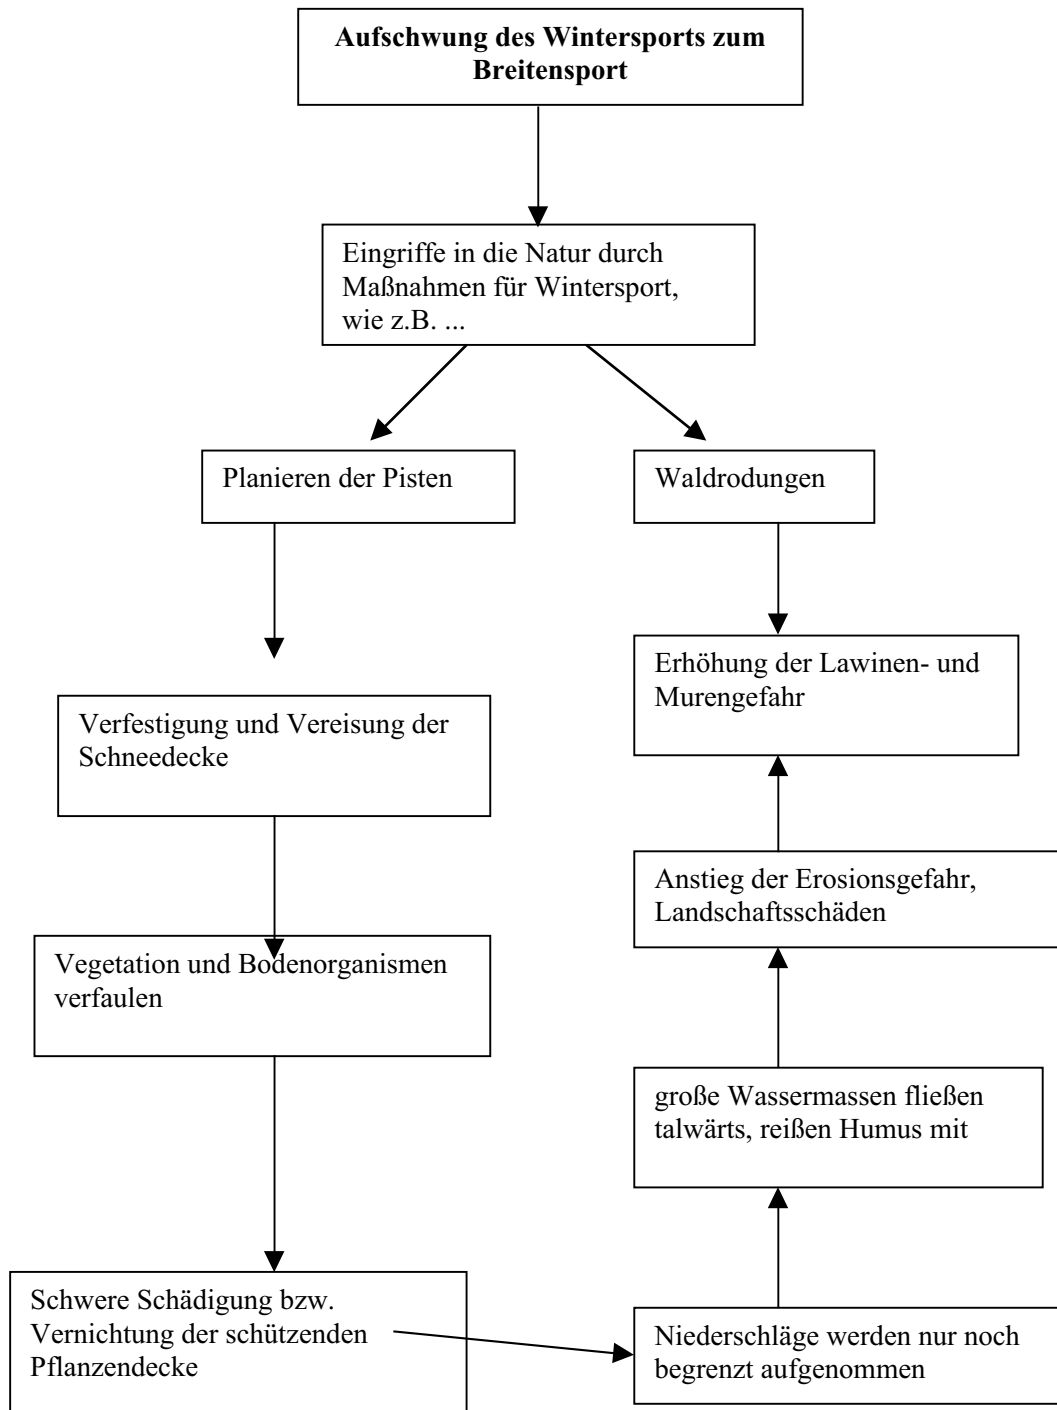 Aufschwung des Wintersports zum
Breitensport
Eingriffe in die Natur durch
Maßnahmen für Wintersport,
wie z.B. ...
Planieren der Pisten
Waldrodungen
Verfestigung und Vereisung der
Schneedecke
Erhöhung der Lawinen- und
Murengefahr
Vegetation und Bodenorganismen
verfaulen
Anstieg der Erosionsgefahr,
Landschaftsschäden
große Wassermassen fließen
talwärts, reißen Humus mit
Schwere Schädigung bzw.
Vernichtung der schützenden
Pflanzendecke
Niederschläge werden nur noch
begrenzt aufgenommen